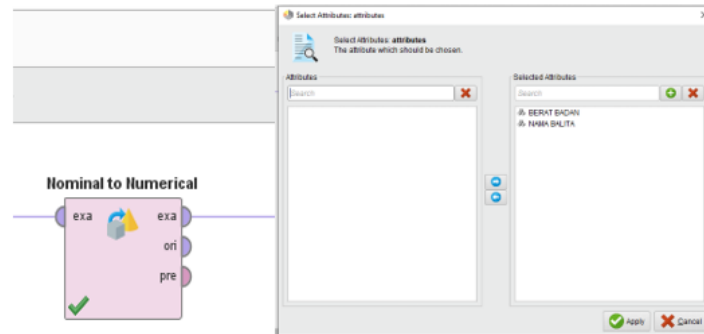 Select Attributes: attributes
Select Attributes: attributes
The attribute which should be chosen.
Attributes
Search
Selected Attributes
Search
BERAT BADAN
NAMA BALITA
Nominal to Numerical
exa
exa
ori
pre
Apply
Cancel